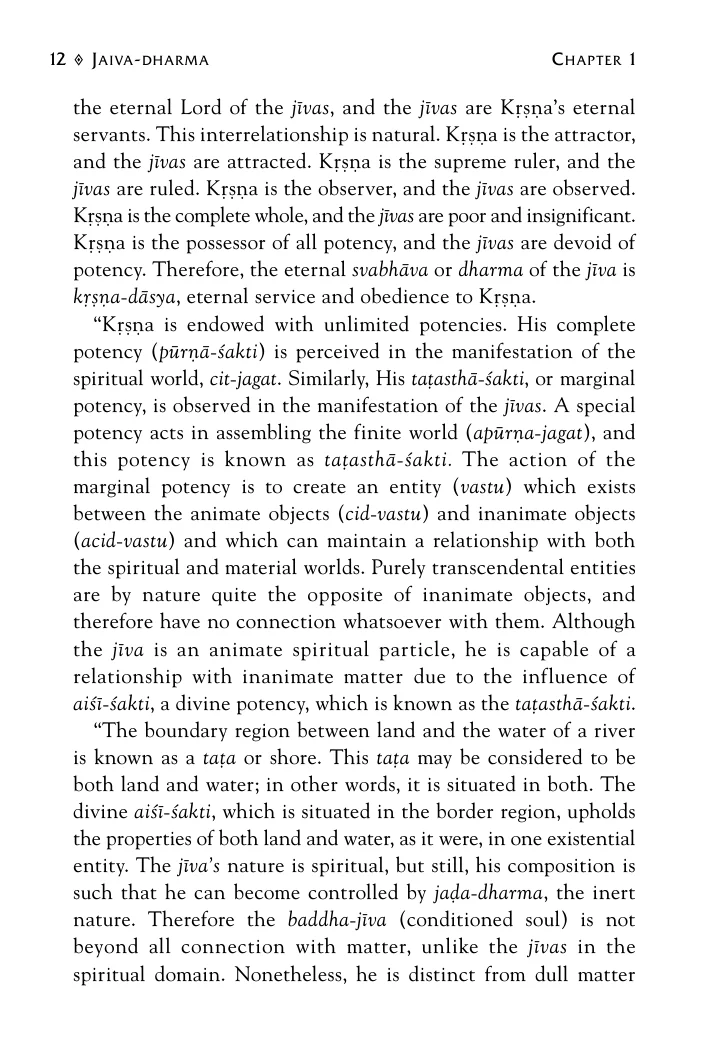 12 ◈ Jaiva-dharma Chapter 1
the eternal Lord of the jīvas, and the jīvas are Kṛṣṇa’s eternal
servants. This interrelationship is natural. Kṛṣṇa is the attractor,
and the jīvas are attracted. Kṛṣṇa is the supreme ruler, and the
jīvas are ruled. Kṛṣṇa is the observer, and the jīvas are observed.
Kṛṣṇa is the complete whole, and the jīvas are poor and insignificant.
Kṛṣṇa is the possessor of all potency, and the jīvas are devoid of
potency. Therefore, the eternal svabhāva or dharma of the jīva is
kṛṣṇa-dāsya, eternal service and obedience to Kṛṣṇa.
“Kṛṣṇa is endowed with unlimited potencies. His complete
potency (pūrṇā-śakti) is perceived in the manifestation of the
spiritual world, cit-jagat. Similarly, His taṭasthā-śakti, or marginal
potency, is observed in the manifestation of the jīvas. A special
potency acts in assembling the finite world (apūrṇa-jagat), and
this potency is known as taṭasthā-śakti. The action of the
marginal potency is to create an entity (vastu) which exists
between the animate objects (cid-vastu) and inanimate objects
(acid-vastu) and which can maintain a relationship with both
the spiritual and material worlds. Purely transcendental entities
are by nature quite the opposite of inanimate objects, and
therefore have no connection whatsoever with them. Although
the jīva is an animate spiritual particle, he is capable of a
relationship with inanimate matter due to the influence of
aiśī-śakti, a divine potency, which is known as the taṭasthā-śakti.
“The boundary region between land and the water of a river
is known as a taṭa or shore. This taṭa may be considered to be
both land and water; in other words, it is situated in both. The
divine aiśī-śakti, which is situated in the border region, upholds
the properties of both land and water, as it were, in one existential
entity. The jīva’s nature is spiritual, but still, his composition is
such that he can become controlled by jaḍa-dharma, the inert
nature. Therefore the baddha-jīva (conditioned soul) is not
beyond all connection with matter, unlike the jīvas in the
spiritual domain. Nonetheless, he is distinct from dull matter